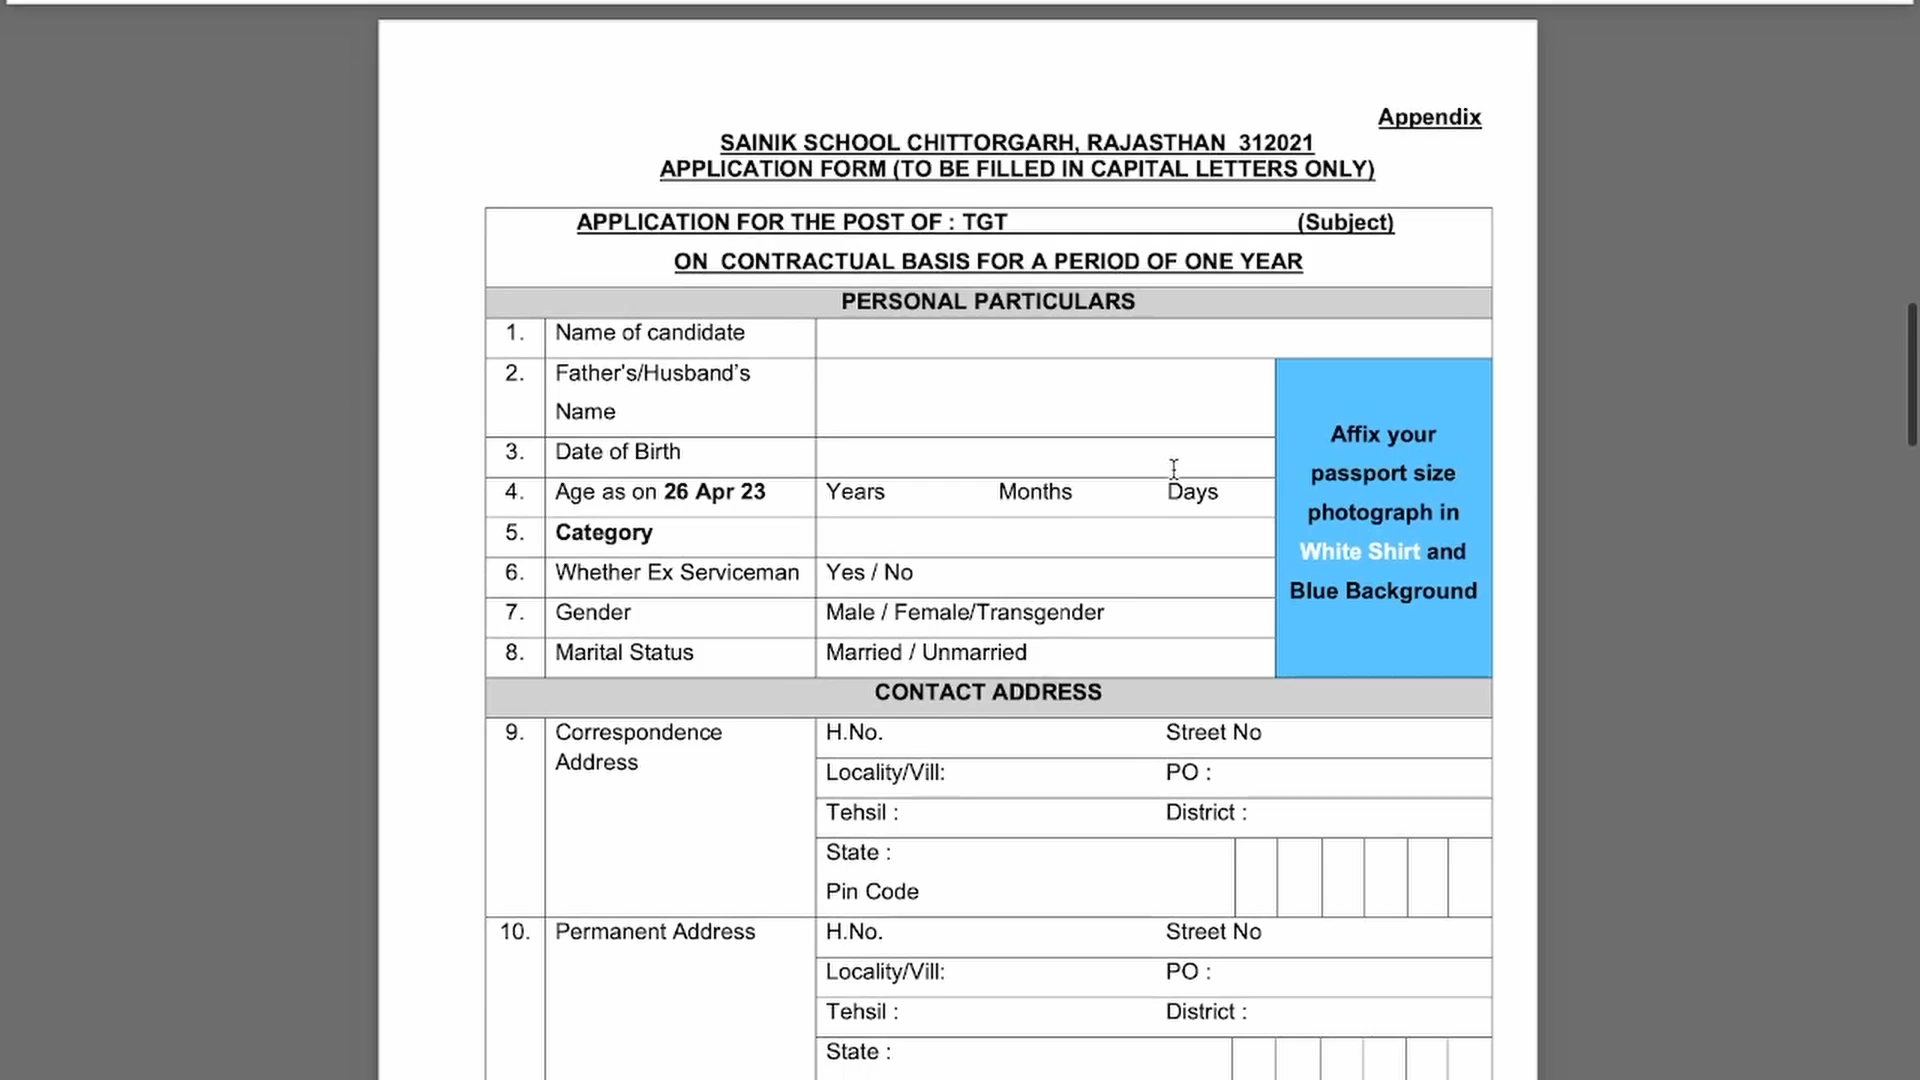 Appendix
SAINIK SCHOOL CHITTORGARH, RAJASTHAN 312021
APPLICATION FORM (TO BE FILLED IN CAPITAL LETTERS ONLY)
APPLICATION FOR THE POST OF : TGT (Subject)
ON CONTRACTUAL BASIS FOR A PERIOD OF ONE YEAR
PERSONAL PARTICULARS
1. Name of candidate
2. Father's/Husband’s
Name
3. Date of Birth
4. Age as on 26 Apr 23 Years Months Days
5. Category
6. Whether Ex Serviceman Yes / No
7. Gender Male / Female/Transgender
8. Marital Status Married / Unmarried
Affix your
passport size
photograph in
White Shirt and
Blue Background
CONTACT ADDRESS
9. Correspondence
Address
H.No. Street No
Locality/Vill: PO :
Tehsil : District :
State :
Pin Code
10. Permanent Address H.No. Street No
Locality/Vill: PO :
Tehsil : District :
State :